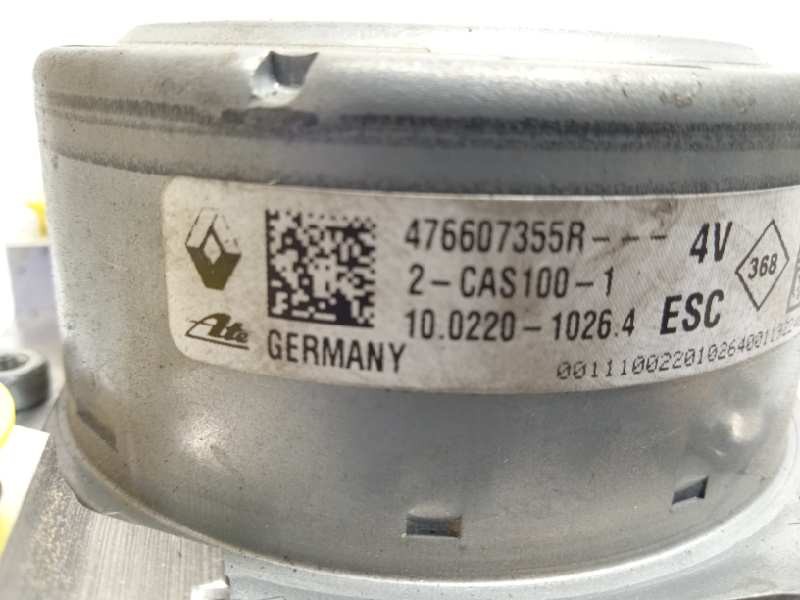 476607355R--- 4V
2-CAS100-1
368
10.0220-1026.4 ESC
Ate
GERMANY